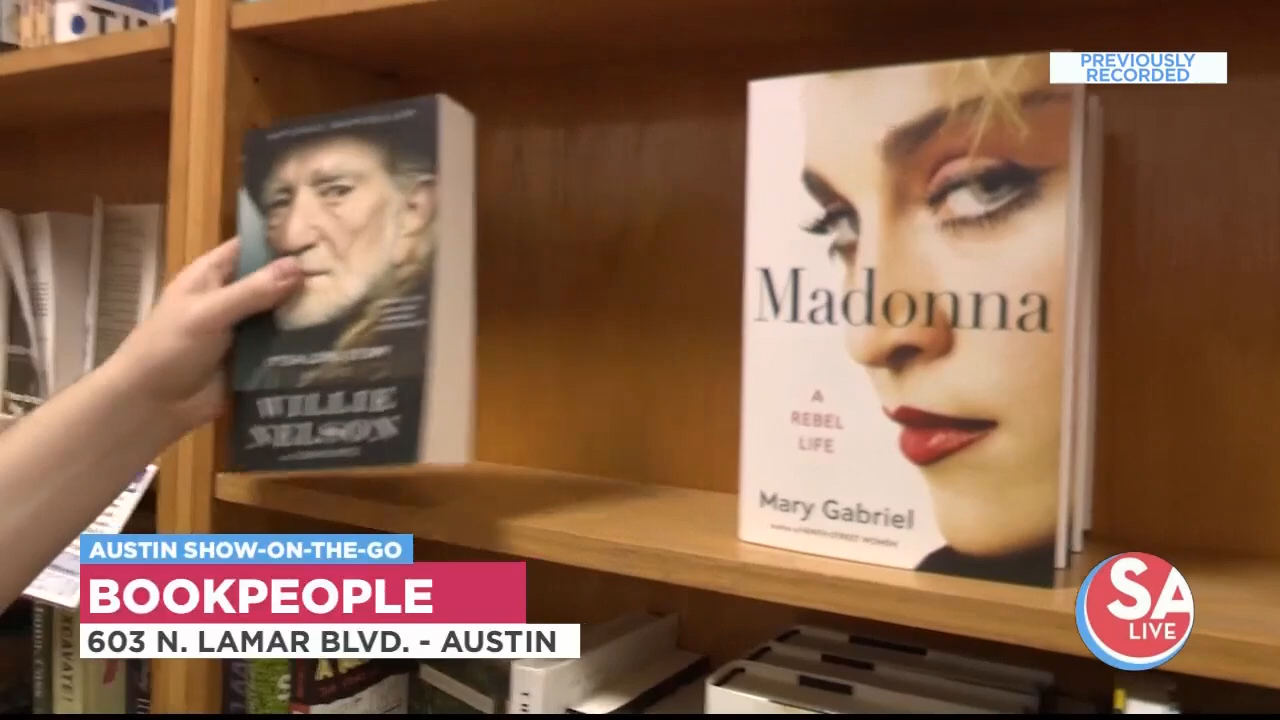 PREVIOUSLY
RECORDED
WILLIE
NELSON
Madonna
A
REBEL
LIFE
Mary Gabriel
AUSTIN SHOW-ON-THE-GO
BOOKPEOPLE
603 N. LAMAR BLVD. - AUSTIN
SA
LIVE